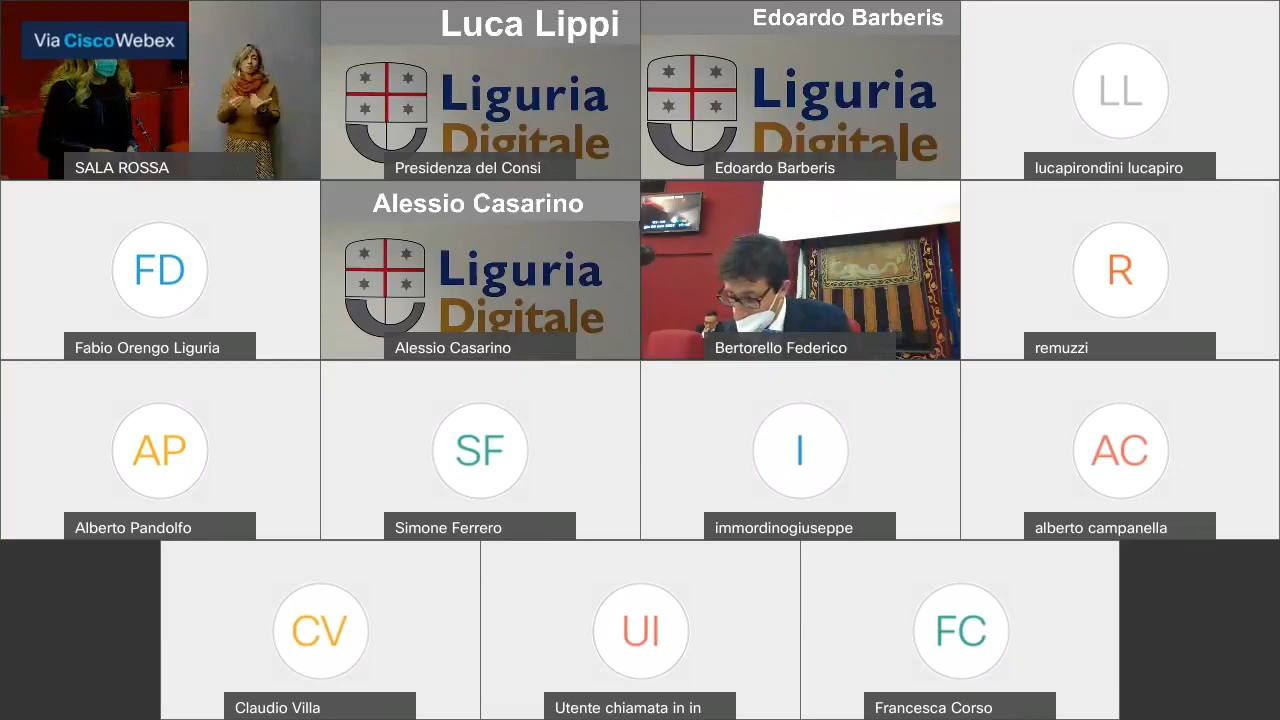 Via Cisco Webex
SALA ROSSA
Luca Lippi
Liguria
Digitale
Presidenza del Consi
Edoardo Barberis
Liguria
Digitale
Edoardo Barberis
LL
lucapirondini lucapiro
FD
Fabio Orengo Liguria
Alessio Casarino
Liguria
Digitale
Alessio Casarino
Bertorello Federico
R
remuzzi
AP
Alberto Pandolfo
SF
Simone Ferrero
I
immordinogiuseppe
AC
alberto campanella
CV
Claudio Villa
UI
Utente chiamata in in
FC
Francesca Corso